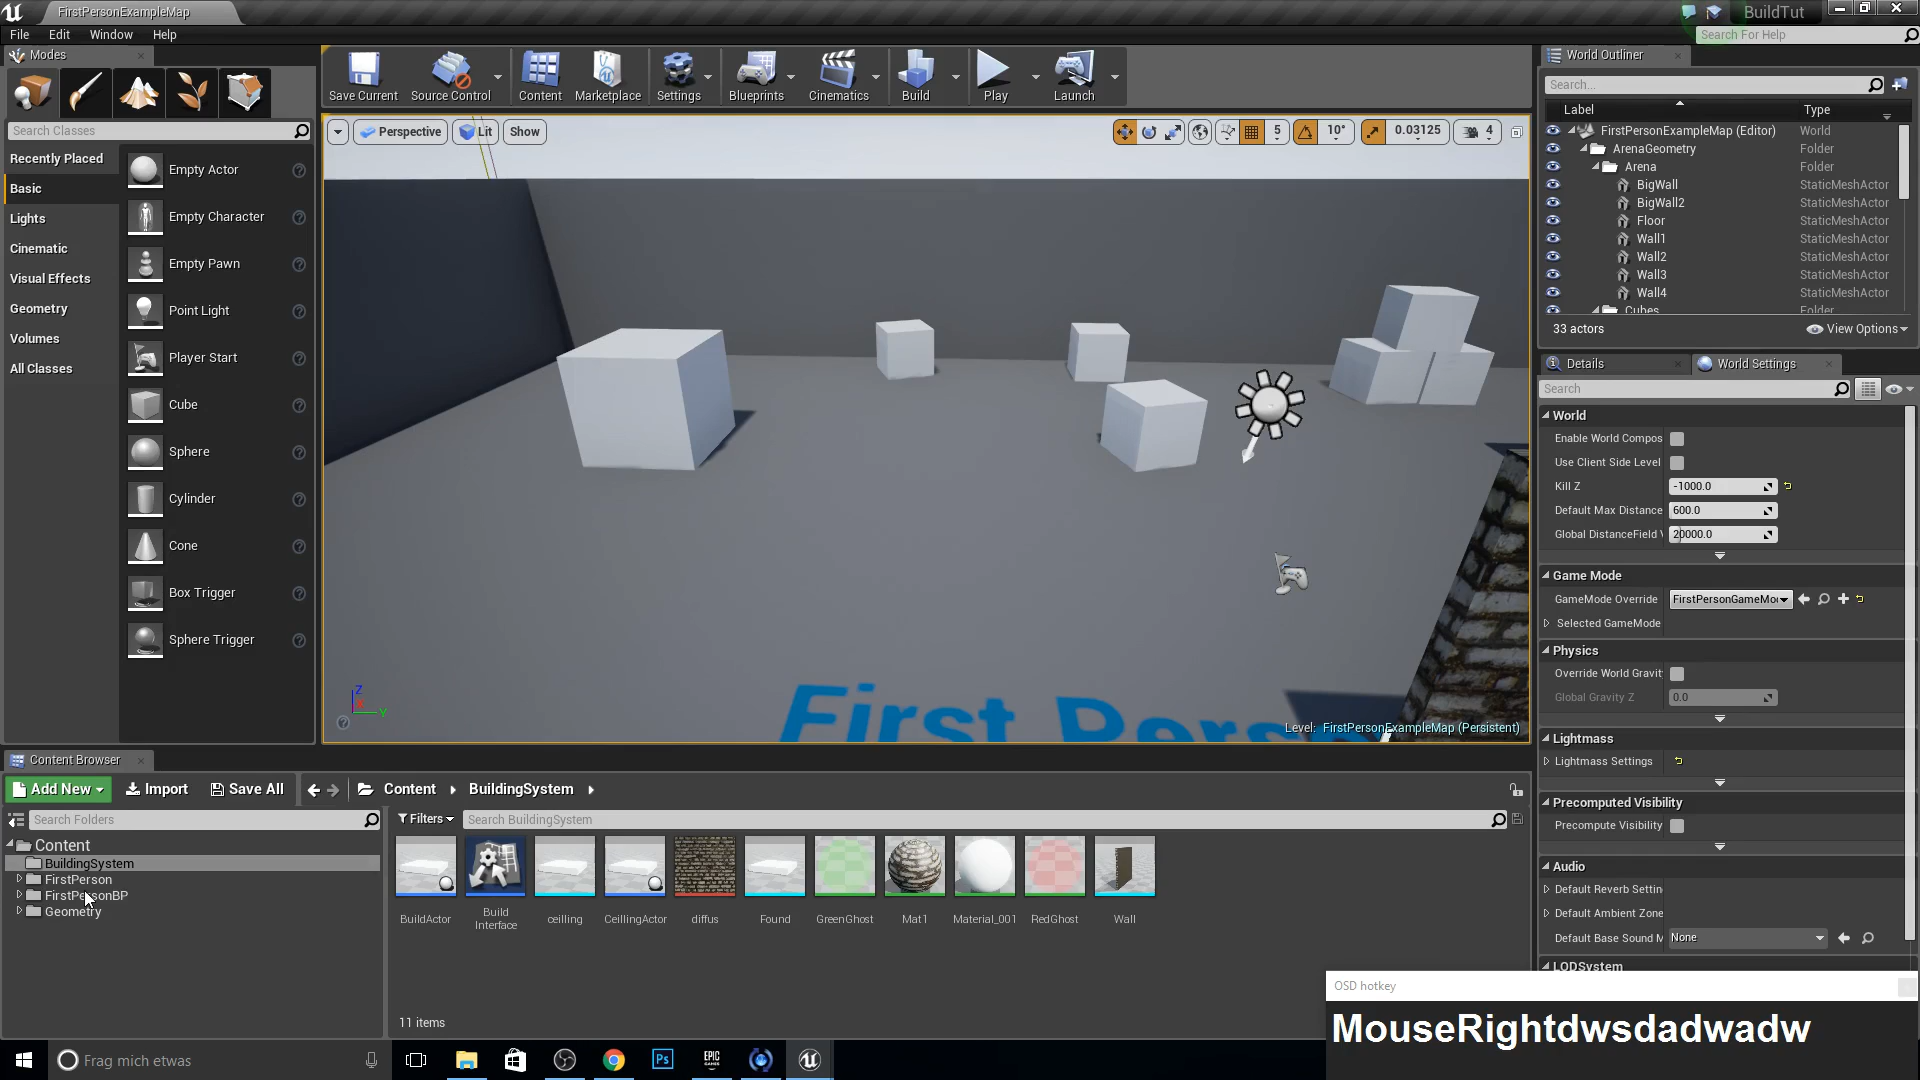 FirstPersonExampleMap
BuildTut
File Edit Window Help
Search For Help
Modes
Search Classes
Recently Placed
Basic
Lights
Cinematic
Visual Effects
Geometry
Volumes
All Classes
Empty Actor
Empty Character
Empty Pawn
Point Light
Player Start
Cube
Sphere
Cylinder
Cone
Box Trigger
Sphere Trigger
Save Current
Source Control
Content
Marketplace
Settings
Blueprints
Cinematics
Build
Play
Launch
Perspective Lit Show
5 10° 0.03125 4
First Pers
Level: FirstPersonExampleMap (Persistent)
World Outliner
Search...
Label Type
FirstPersonExampleMap (Editor) World
ArenaGeometry Folder
Arena Folder
BigWall StaticMeshActor
BigWall2 StaticMeshActor
Floor StaticMeshActor
Wall1 StaticMeshActor
Wall2 StaticMeshActor
Wall3 StaticMeshActor
Wall4 StaticMeshActor
Cubes Folder
33 actors View Options
Details World Settings
Search
World
Enable World Compos
Use Client Side Level
Kill Z -1000.0
Default Max Distance 600.0
Global DistanceField V 20000.0
Game Mode
GameMode Override FirstPersonGameMo
Selected GameMode
Physics
Override World Gravit
Global Gravity Z 0.0
Lightmass
Lightmass Settings
Precomputed Visibility
Precompute Visibility
Audio
Default Reverb Settin
Default Ambient Zone
Default Base Sound M None
LODSystem
Content Browser
Add New Import Save All Content BuildingSystem
Search Folders
Filters Search BuildingSystem
Content
BuildingSystem
FirstPerson
FirstPersonBP
Geometry
BuildActor
Build
Interface
ceilling
CeillingActor
diffus
Found
GreenGhost
Mat1
Material_001
RedGhost
Wall
11 items
OSD hotkey
MouseRightdwsdadwadw
Frag mich etwas
Ps
EPIC
GAMES
Z
Y